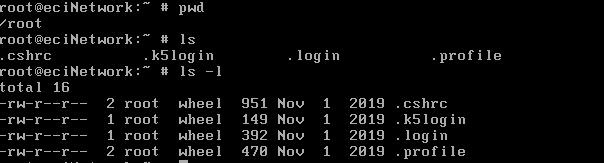 root@eciNetwork:~ # pwd
/root
root@eciNetwork:~ # ls
.cshrc .k5login .login .profile
root@eciNetwork:~ # ls -l
total 16
-rw-r--r-- 2 root wheel 951 Nov 1 2019 .cshrc
-rw-r--r-- 1 root wheel 149 Nov 1 2019 .k5login
-rw-r--r-- 1 root wheel 392 Nov 1 2019 .login
-rw-r--r-- 2 root wheel 470 Nov 1 2019 .profile